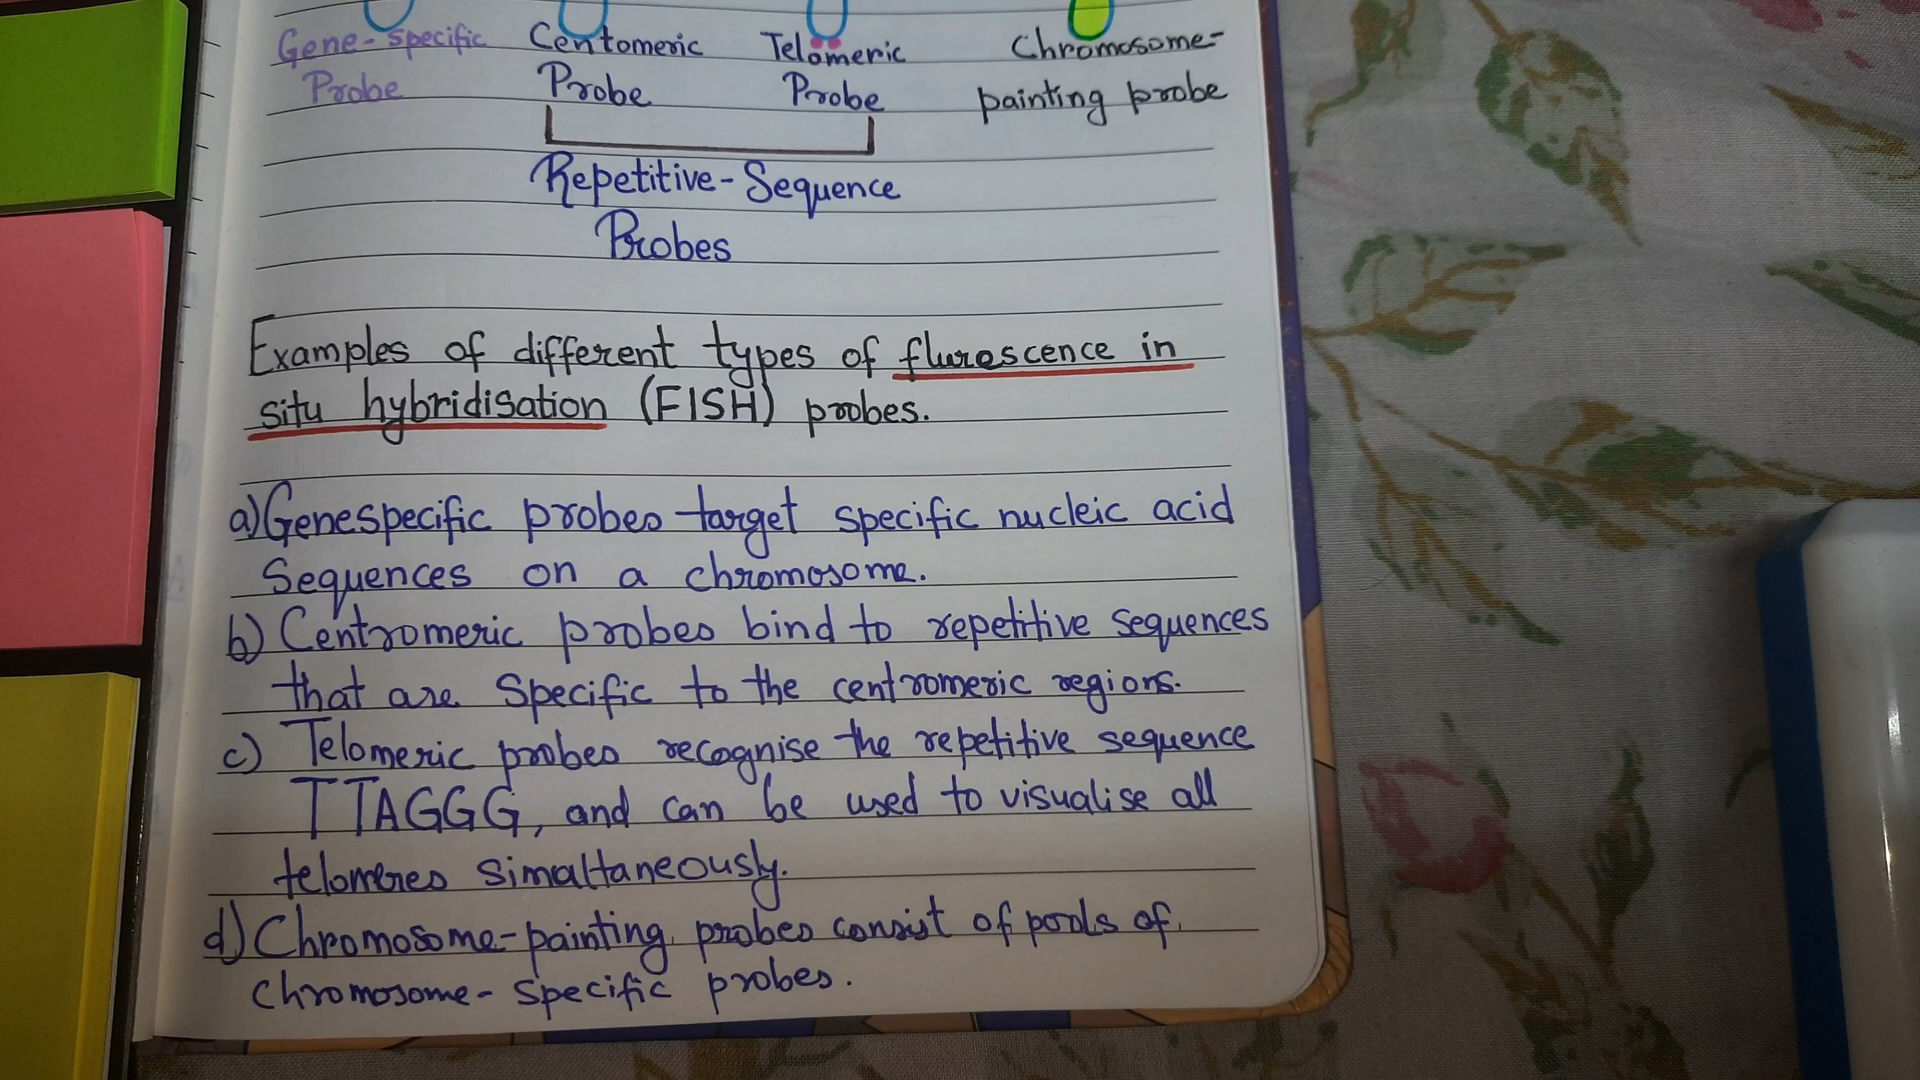 Gene-specific Centomeric Telomeric Chromosome-
Probe Probe Probe painting probe
Repetitive-Sequence
Probes
Examples of different types of flurescence in
situ hybridisation (FISH) probes.
a) Genespecific probes target specific nucleic acid
Sequences on a chromosome.
b) Centromeric probes bind to repetitive sequences
that are Specific to the centromeric regions.
c) Telomeric probes recognise the repetitive sequence
TTAGGG, and can be used to visualise all
telomeres simaltaneously.
d) Chromosome-painting probes consist of pools of
chromosome-specific probes.